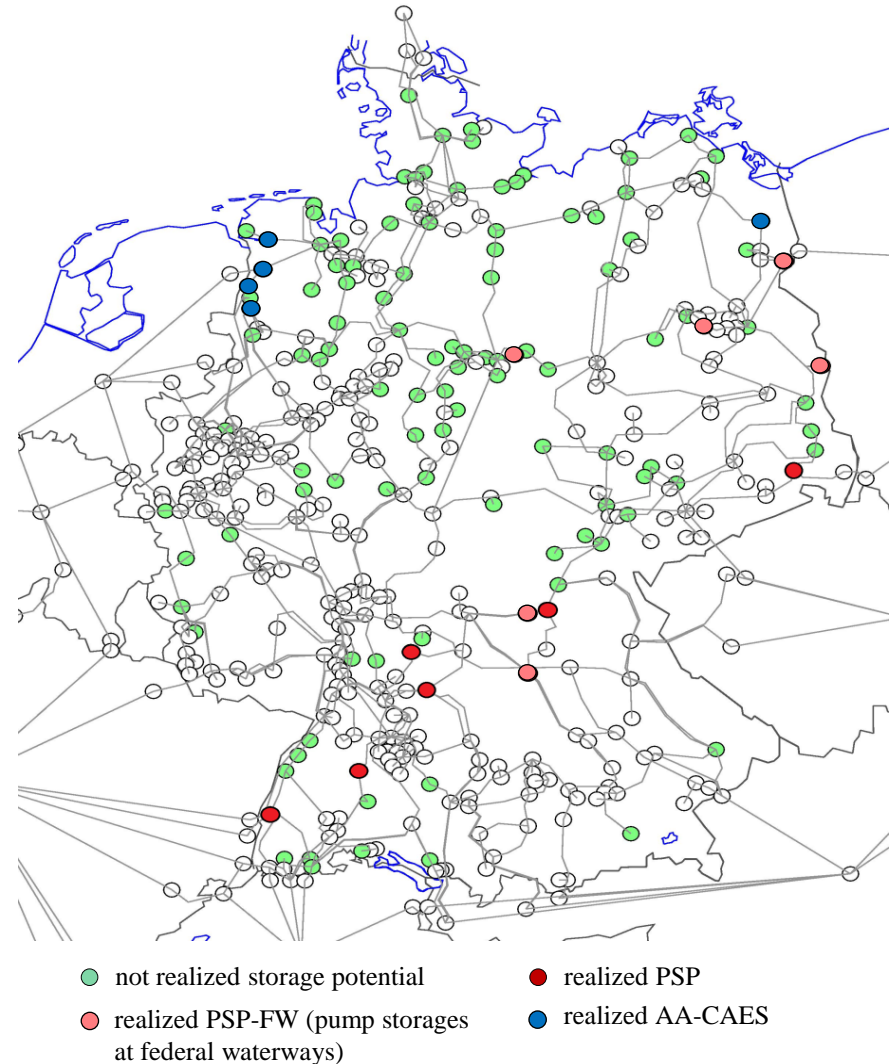 not realized storage potential
realized PSP
realized PSP-FW (pump storages
at federal waterways)
realized AA-CAES